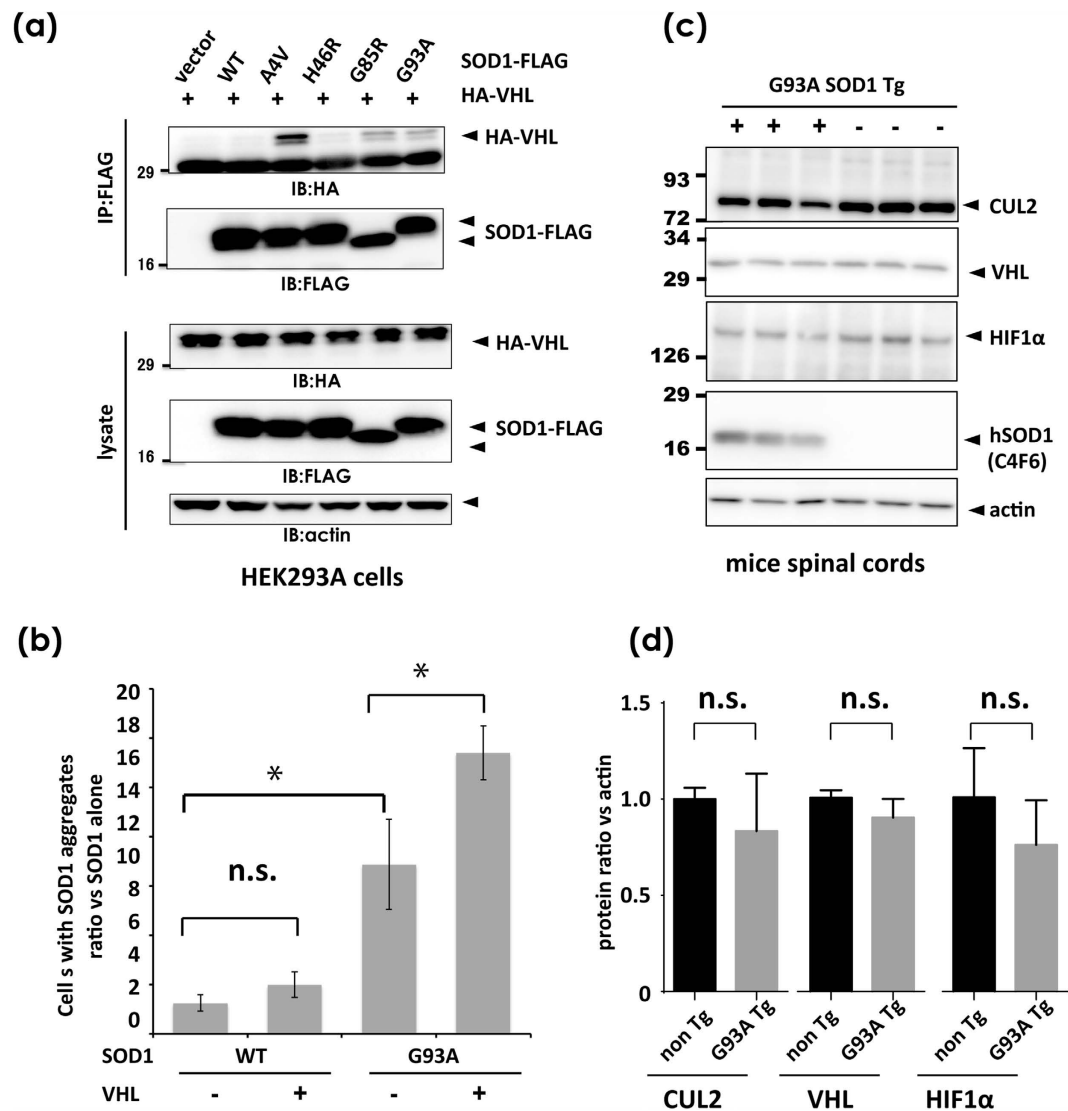 (a)
vector WT A4V H46R G85R G93A SOD1-FLAG
+ + + + + + HA-VHL
IP:FLAG
HA-VHL
29
IB:HA
SOD1-FLAG
16
IB:FLAG
lysate
HA-VHL
29
IB:HA
SOD1-FLAG
16
IB:FLAG
IB:actin
HEK293A cells
(c)
G93A SOD1 Tg
+ + + - - -
93
CUL2
72
34
VHL
29
HIF1α
126
29
hSOD1
16
(C4F6)
actin
mice spinal cords
(b)
Cell s with SOD1 aggregates
ratio vs SOD1 alone
20
16
14
12
10
8
6
4
2
0
n.s.
*
*
SOD1 WT G93A
VHL - + - +
(d)
protein ratio vs actin
1.5
1.0
0.5
0
n.s. n.s. n.s.
non Tg G93A Tg non Tg G93A Tg non Tg G93A Tg
CUL2 VHL HIF1α